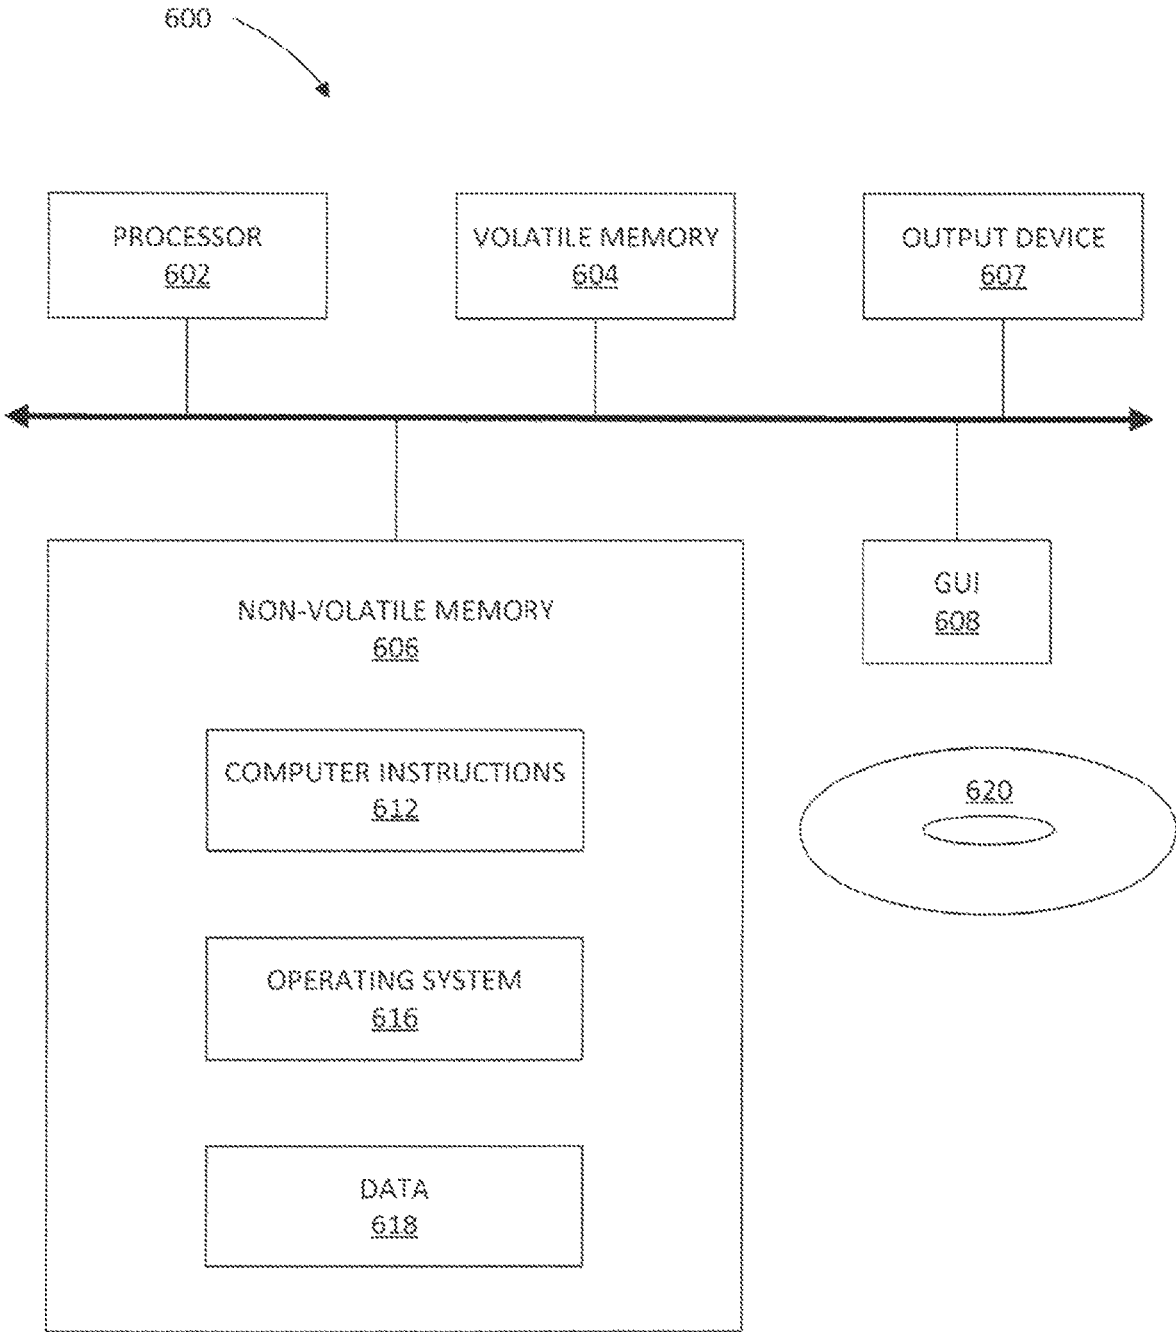 600
PROCESSOR
602
VOLATILE MEMORY
604
OUTPUT DEVICE
607
NON-VOLATILE MEMORY
606
GUI
608
COMPUTER INSTRUCTIONS
612
620
OPERATING SYSTEM
616
DATA
618